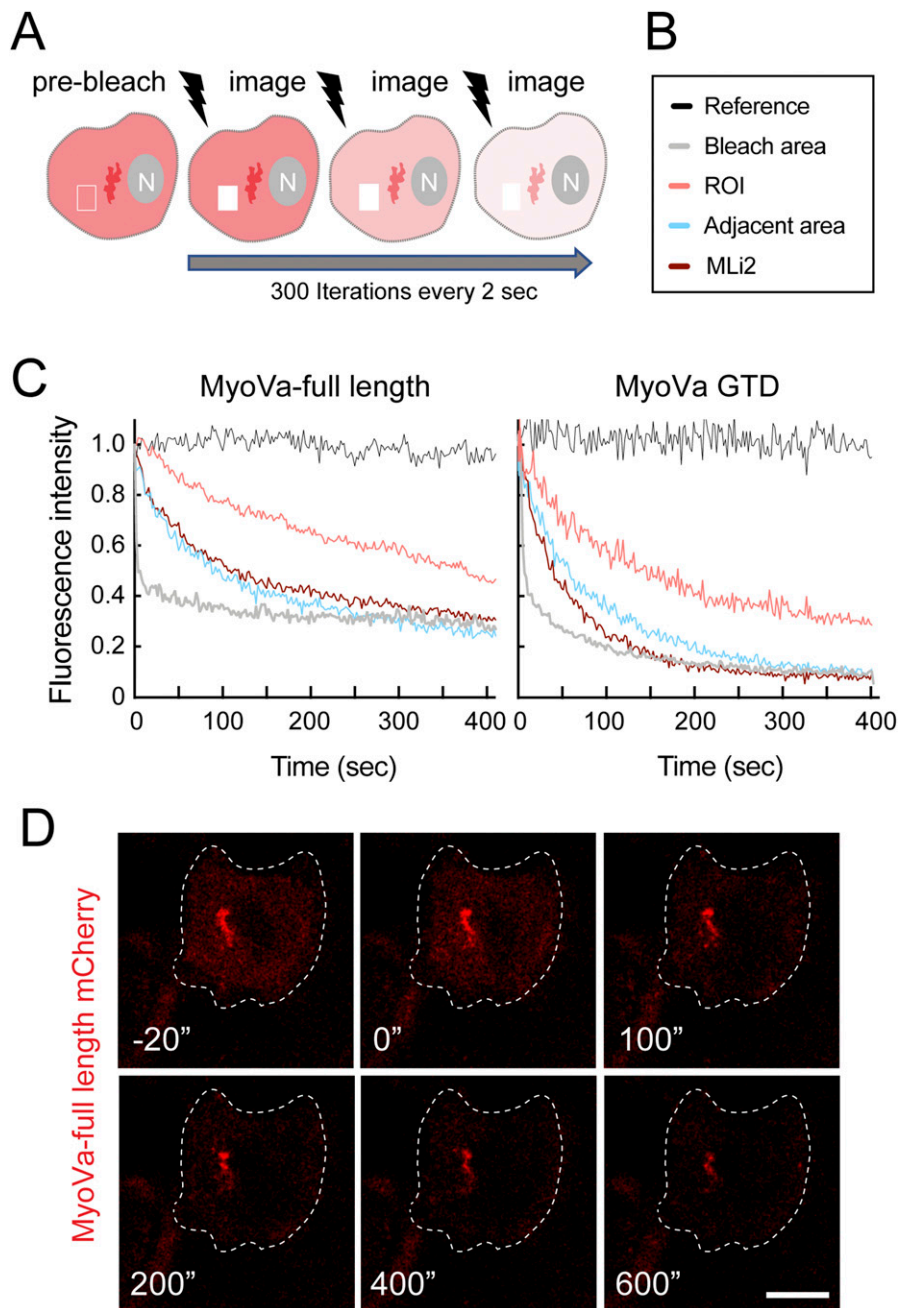 A
B
pre-bleach image image image
N N N N
300 Iterations every 2 sec
Reference
Bleach area
ROI
Adjacent area
MLi2
C
MyoVa-full length
MyoVa GTD
Fluorescence intensity
1.0
0.8
0.6
0.4
0.2
0
0 100 200 300 400
0 100 200 300 400
Time (sec)
Time (sec)
D
MyoVa-full length mCherry
-20”
0”
100”
200”
400”
600”